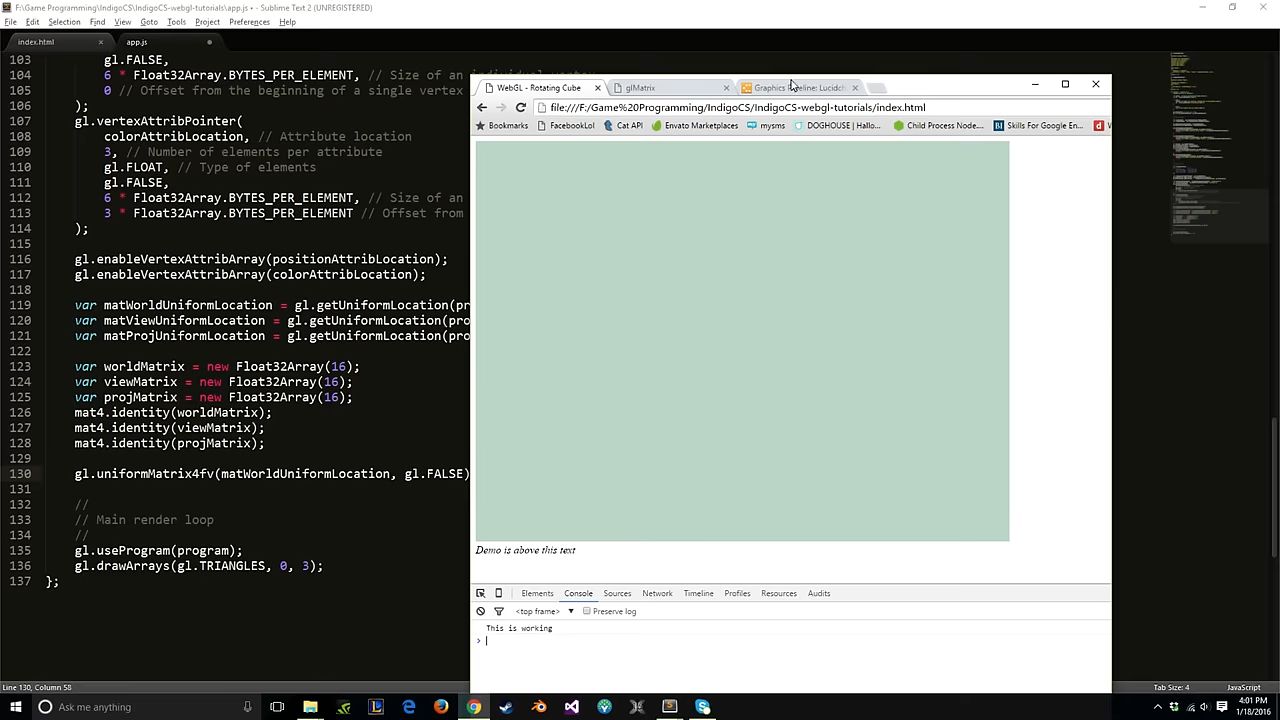 F:\Game Programming\IndigoCS\IndigoCS-webgl-tutorials\app.js • - Sublime Text 2 (UNREGISTERED)
File Edit Selection Find View Goto Tools Project Preferences Help
index.html × app.js
103 gl.FALSE,
104 6 * Float32Array.BYTES_PER_ELEMENT, // Size of an individual vertex
105 0 // Offset from the beginning of a single vertex
106 );
107 gl.vertexAttribPointer(
108 colorAttribLocation, // Attribute location
109 3, // Number of elements per attribute
110 gl.FLOAT, // Type of elements
111 gl.FALSE,
112 6 * Float32Array.BYTES_PER_ELEMENT, // Size of an
113 3 * Float32Array.BYTES_PER_ELEMENT // Offset from
114 );
115
116 gl.enableVertexAttribArray(positionAttribLocation);
117 gl.enableVertexAttribArray(colorAttribLocation);
118
119 var matWorldUniformLocation = gl.getUniformLocation(pr
120 var matViewUniformLocation = gl.getUniformLocation(pro
121 var matProjUniformLocation = gl.getUniformLocation(pro
122
123 var worldMatrix = new Float32Array(16);
124 var viewMatrix = new Float32Array(16);
125 var projMatrix = new Float32Array(16);
126 mat4.identity(worldMatrix);
127 mat4.identity(viewMatrix);
128 mat4.identity(projMatrix);
129
130 gl.uniformMatrix4fv(matWorldUniformLocation, gl.FALSE)
131
132 //
133 // Main render loop
134 //
135 gl.useProgram(program);
136 gl.drawArrays(gl.TRIANGLES, 0, 3);
137 };
WebGL - Rotating Cube × glMatrix × Graphics Pipeline: Lucidch ×
file:///F:/Game%20Programming/IndigoCS/IndigoCS-webgl-tutorials/index.html
Bookmarks FacebookLol Cat API Envato Marketplaces Invysms DOGHOUSE | Hallo... Child Process Node... Skills For Google En...
Demo is above this text
Elements Console Sources Network Timeline Profiles Resources Audits
<top frame> ▼ Preserve log
This is working
>
Line 130, Column 58 Tab Size: 4 JavaScript
Ask me anything
4:01 PM
1/18/2016